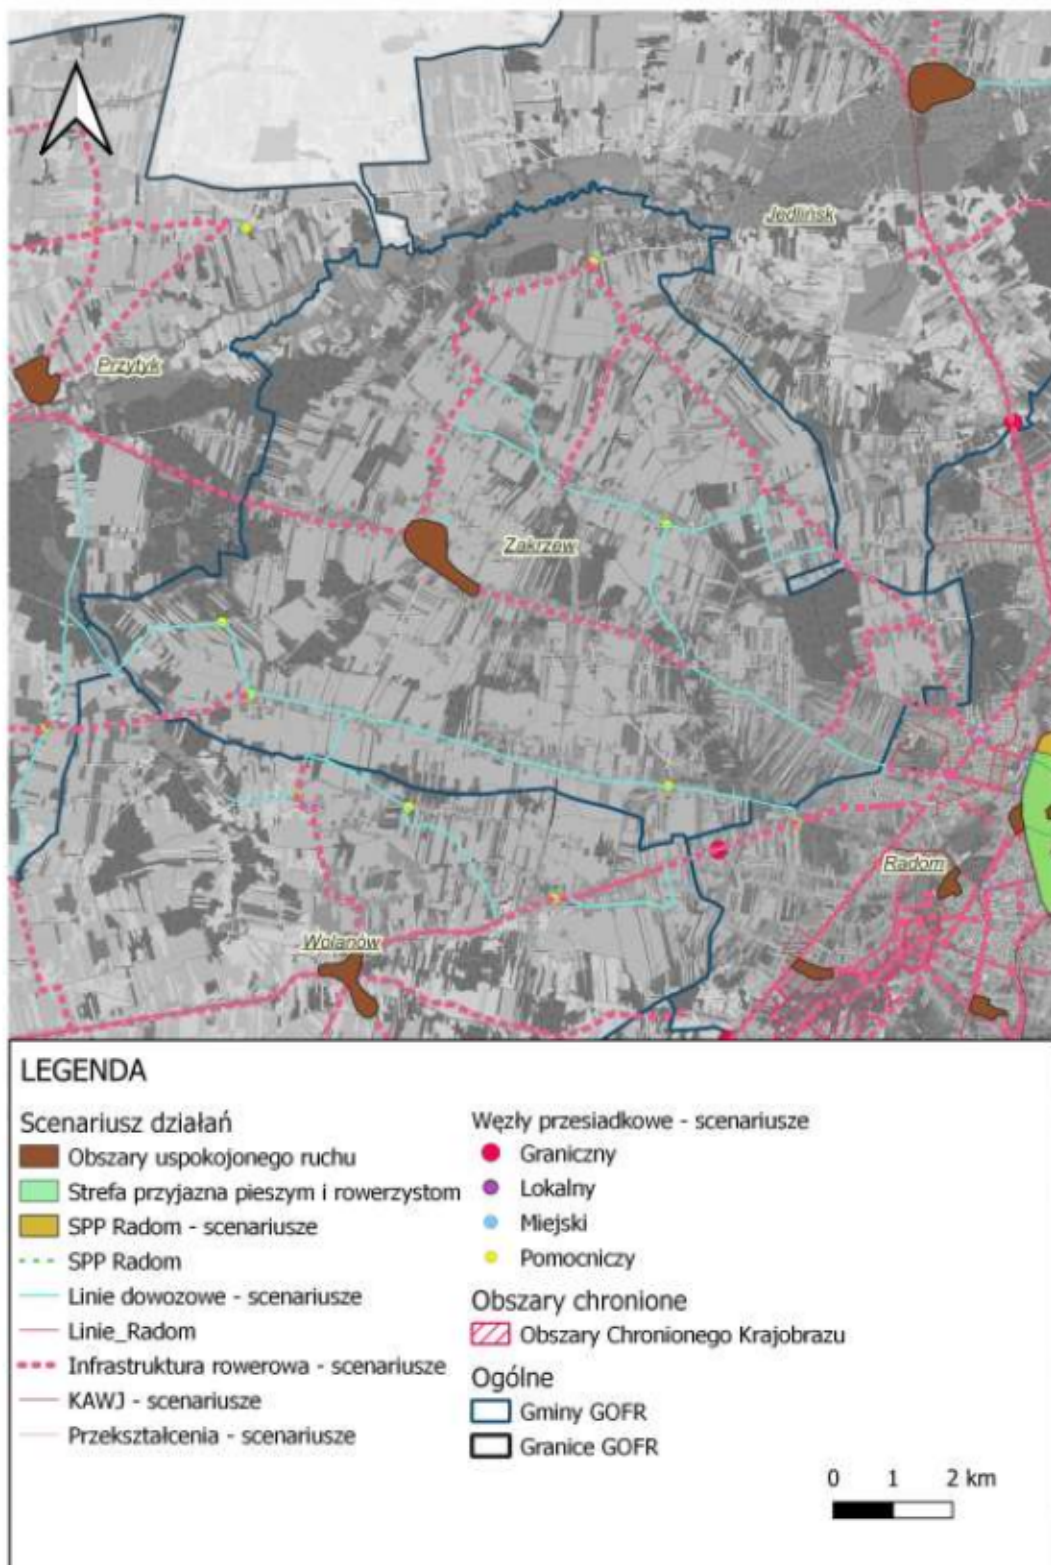 Jedlińsk
Przytyk
Zakrzew
Radom
Wolanów
LEGENDA
Scenariusz działań
Obszary uspokojonego ruchu
Strefa przyjazna pieszym i rowerzystom
SPP Radom - scenariusze
SPP Radom
Linie dowozowe - scenariusze
Linie_Radom
Infrastruktura rowerowa - scenariusze
KAWJ - scenariusze
Przekształcenia - scenariusze
Węzły przesiadkowe - scenariusze
Graniczny
Lokalny
Miejski
Pomocniczy
Obszary chronione
Obszary Chronionego Krajobrazu
Ogólne
Gminy GOFR
Granice GOFR
0 1 2 km